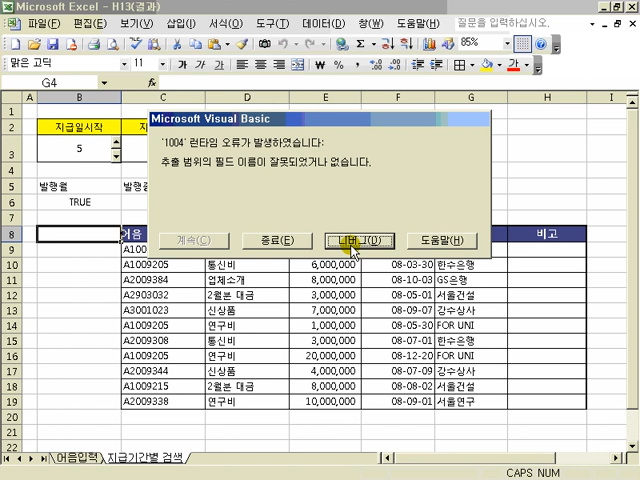 Microsoft Excel - H13(결과)
파일(F) 편집(E) 보기(V) 삽입(I) 서식(O) 도구(T) 데이터(D) 창(W) 도움말(H) 질문을 입력하십시오.
85%
맑은 고딕 11 가 가 가
G4 fx
A B C D E F G H I
1
2 지급일시작
3 5
4
5 발행월
6 TRUE
7
8 어음 비고
9 A100
10 A1009205 통신비 6,000,000 08-03-30 한수은행
11 A2009384 업체소개 8,000,000 08-10-03 GS은행
12 A2903032 2월분 대금 3,000,000 08-05-01 서울건설
13 A3001023 신상품 7,000,000 08-09-07 강수상사
14 A1009205 연구비 1,000,000 08-05-30 FOR UNI
15 A2009308 통신비 3,000,000 08-07-01 한수은행
16 A1009205 연구비 20,000,000 08-12-20 FOR UNI
17 A2009344 신상품 4,000,000 08-07-09 강수상사
18 A1009215 2월분 대금 8,000,000 08-08-02 서울건설
19 A2009338 연구비 10,000,000 08-09-01 서울연구
20
21
22
Microsoft Visual Basic
'1004' 런타임 오류가 발생하였습니다:
추출 범위의 필드 이름이 잘못되었거나 없습니다.
계속(C) 종료(E) 디버그(D) 도움말(H)
어음입력 지급기간별 검색
CAPS NUM